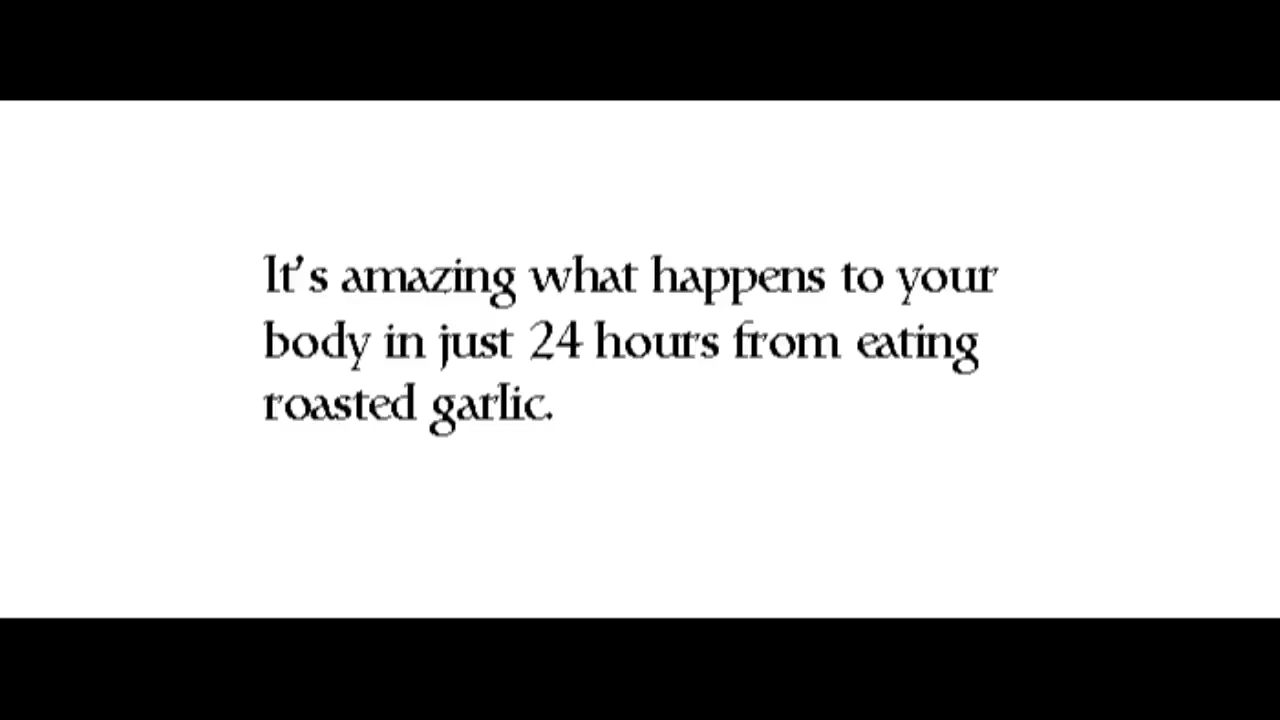 It's amazing what happens to your
body in just 24 hours from eating
roasted garlic.